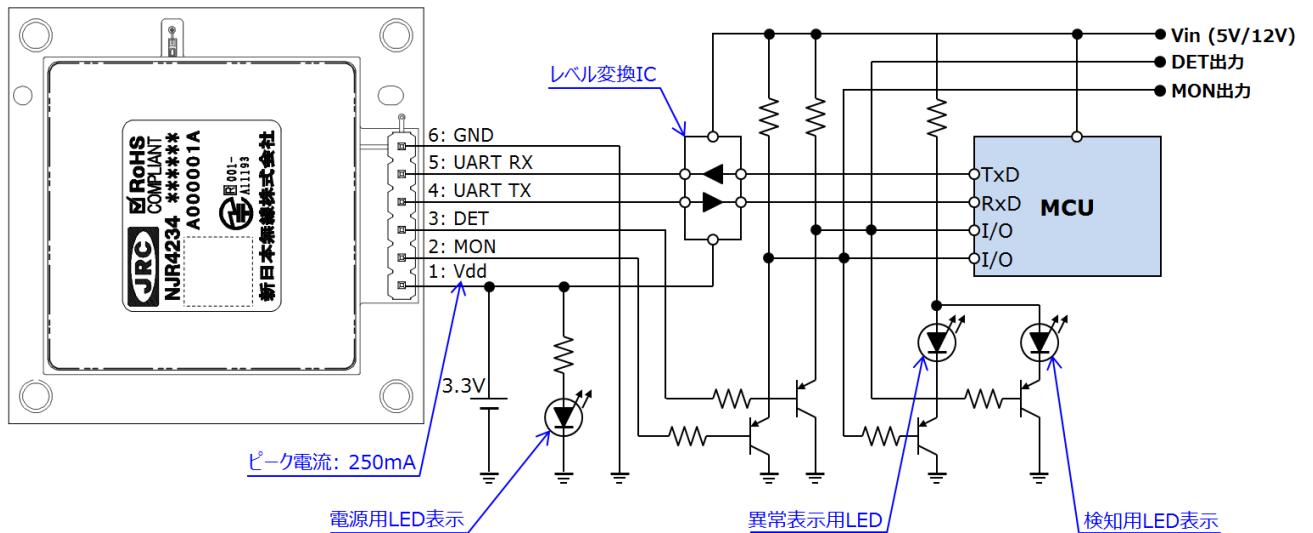 レベル変換IC
Vin (5V/12V)
DET出力
MON出力
RoHS
COMPLIANT
JRC
NJR4234 ******
A000001A
R 001-
A11193
新日本無線株式会社
6: GND
5: UART RX
4: UART TX
3: DET
2: MON
1: Vdd
TxD
RxD
I/O
I/O
MCU
3.3V
ピーク電流: 250mA
電源用LED表示
異常表示用LED
検知用LED表示